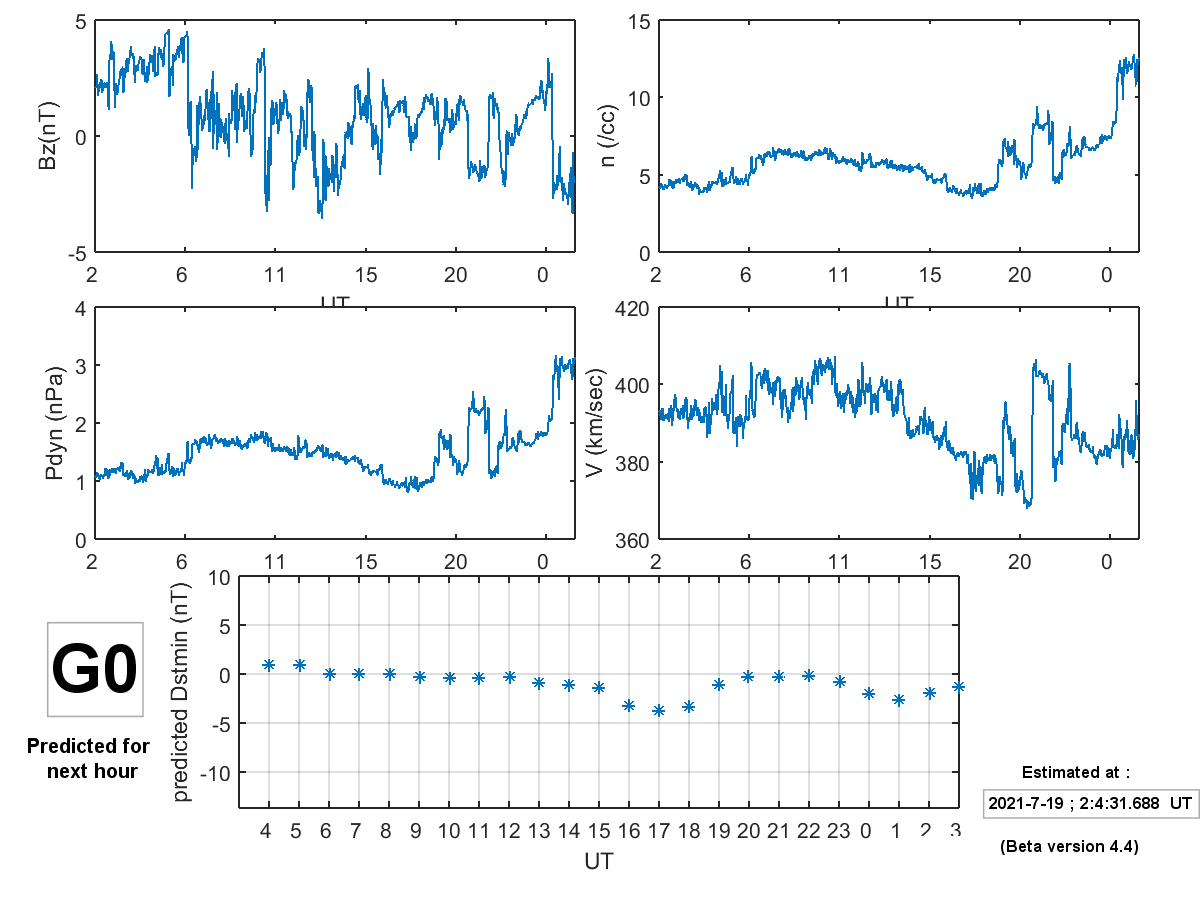 5
0
-5
Bz(nT)
2 6 11 15 20 0
UT
15
10
5
0
n (/cc)
2 6 11 15 20 0
UT
4
3
2
1
0
Pdyn (nPa)
2 6 11 15 20 0
420
400
380
360
V (km/sec)
2 6 11 15 20 0
10
5
0
-5
-10
predicted Dstmin (nT)
4 5 6 7 8 9 10 11 12 13 14 15 16 17 18 19 20 21 22 23 0 1 2 3
UT
G0
Predicted for
next hour
Estimated at :
2021-7-19 ; 2:4:31.688 UT
(Beta version 4.4)